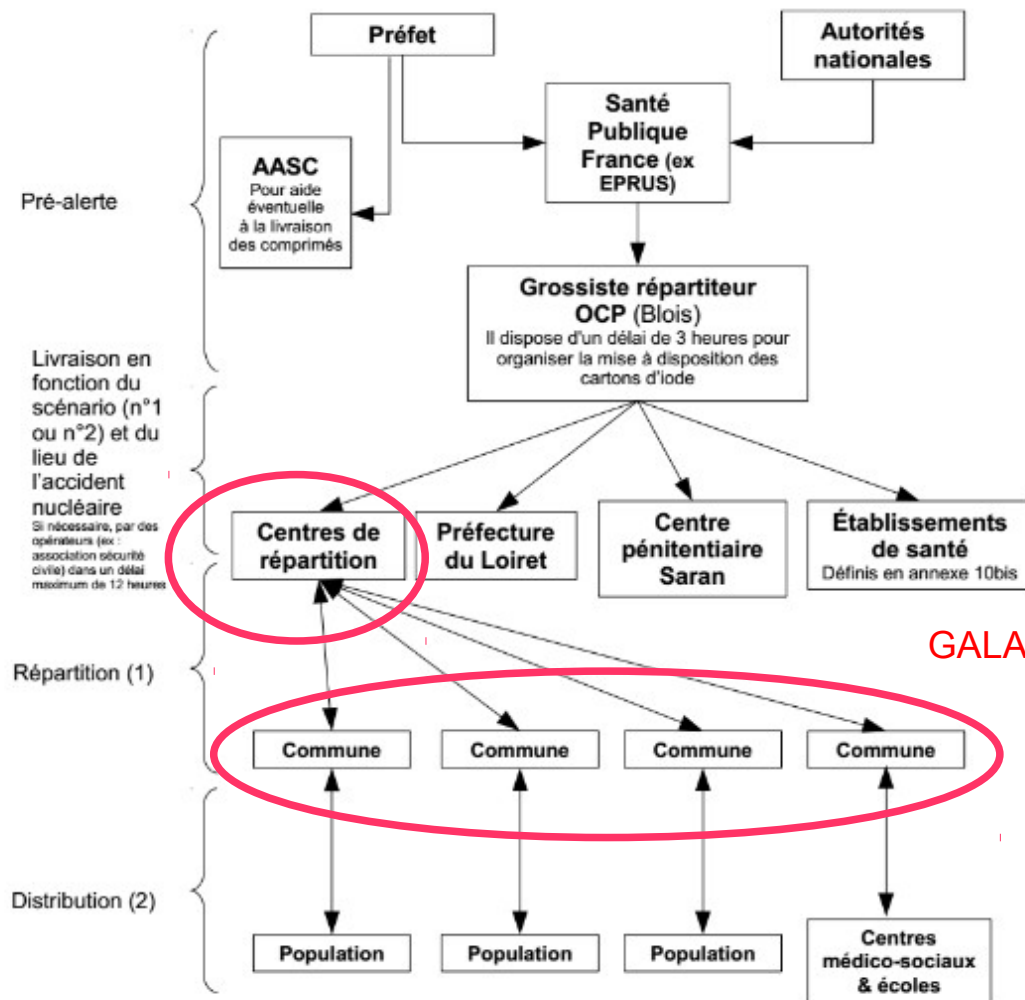 Préfet
Autorités
nationales
Santé
Publique
France (ex
EPRUS)
AASC
Pour aide
éventuelle
à la livraison
des comprimés
Pré-alerte
Grossiste répartiteur
OCP (Blois)
Il dispose d'un délai de 3 heures pour
organiser la mise à disposition des
cartons d'iode
Livraison en
fonction du
scénario (n°1
ou n°2) et du
lieu de
l'accident
nucléaire
Si nécessaire, par des
opérateurs (ex :
association sécurité
civile) dans un délai
maximum de 12 heures
Centres de
répartition
Préfecture
du Loiret
Centre
pénitentiaire
Saran
Établissements
de santé
Définis en annexe 10bis
GALA
Répartition (1)
Commune
Commune
Commune
Commune
Distribution (2)
Population
Population
Population
Centres
médico-sociaux
& écoles